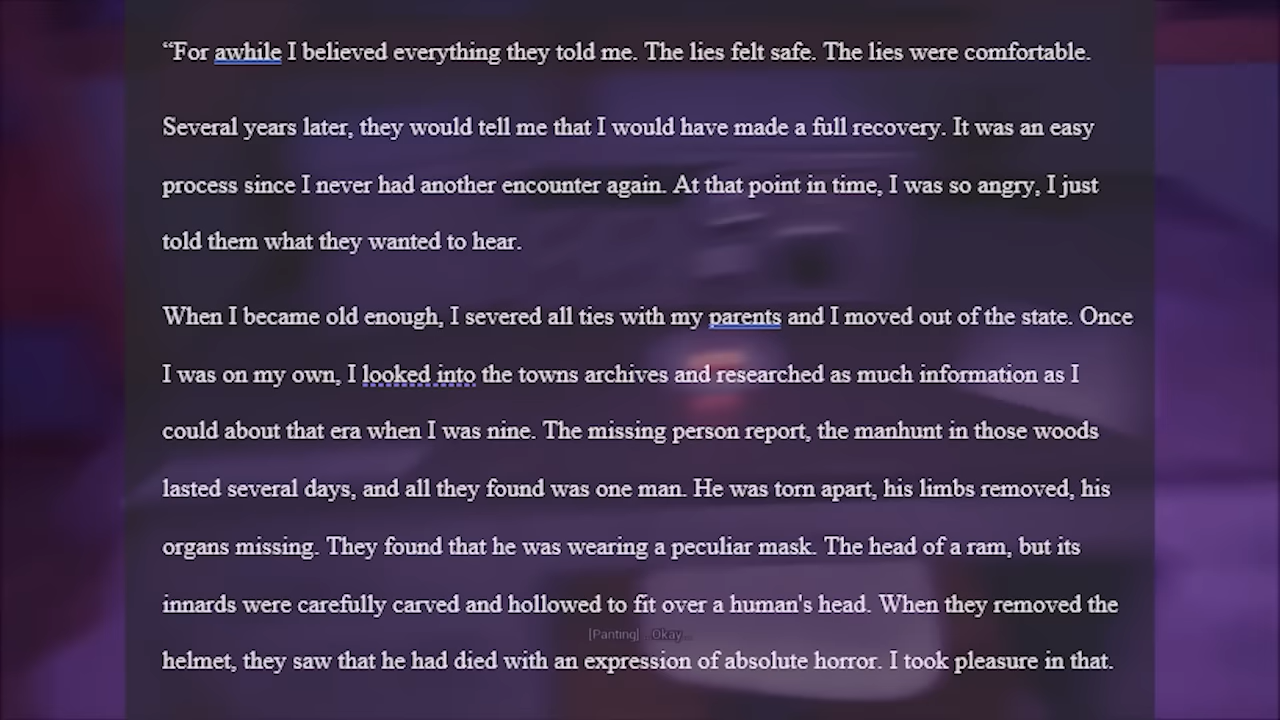 “For awhile I believed everything they told me. The lies felt safe. The lies were comfortable.
Several years later, they would tell me that I would have made a full recovery. It was an easy
process since I never had another encounter again. At that point in time, I was so angry, I just
told them what they wanted to hear.
When I became old enough, I severed all ties with my parents and I moved out of the state. Once
I was on my own, I looked into the towns archives and researched as much information as I
could about that era when I was nine. The missing person report, the manhunt in those woods
lasted several days, and all they found was one man. He was torn apart, his limbs removed, his
organs missing. They found that he was wearing a peculiar mask. The head of a ram, but its
innards were carefully carved and hollowed to fit over a human's head. When they removed the
[Panting] ...Okay...
helmet, they saw that he had died with an expression of absolute horror. I took pleasure in that.